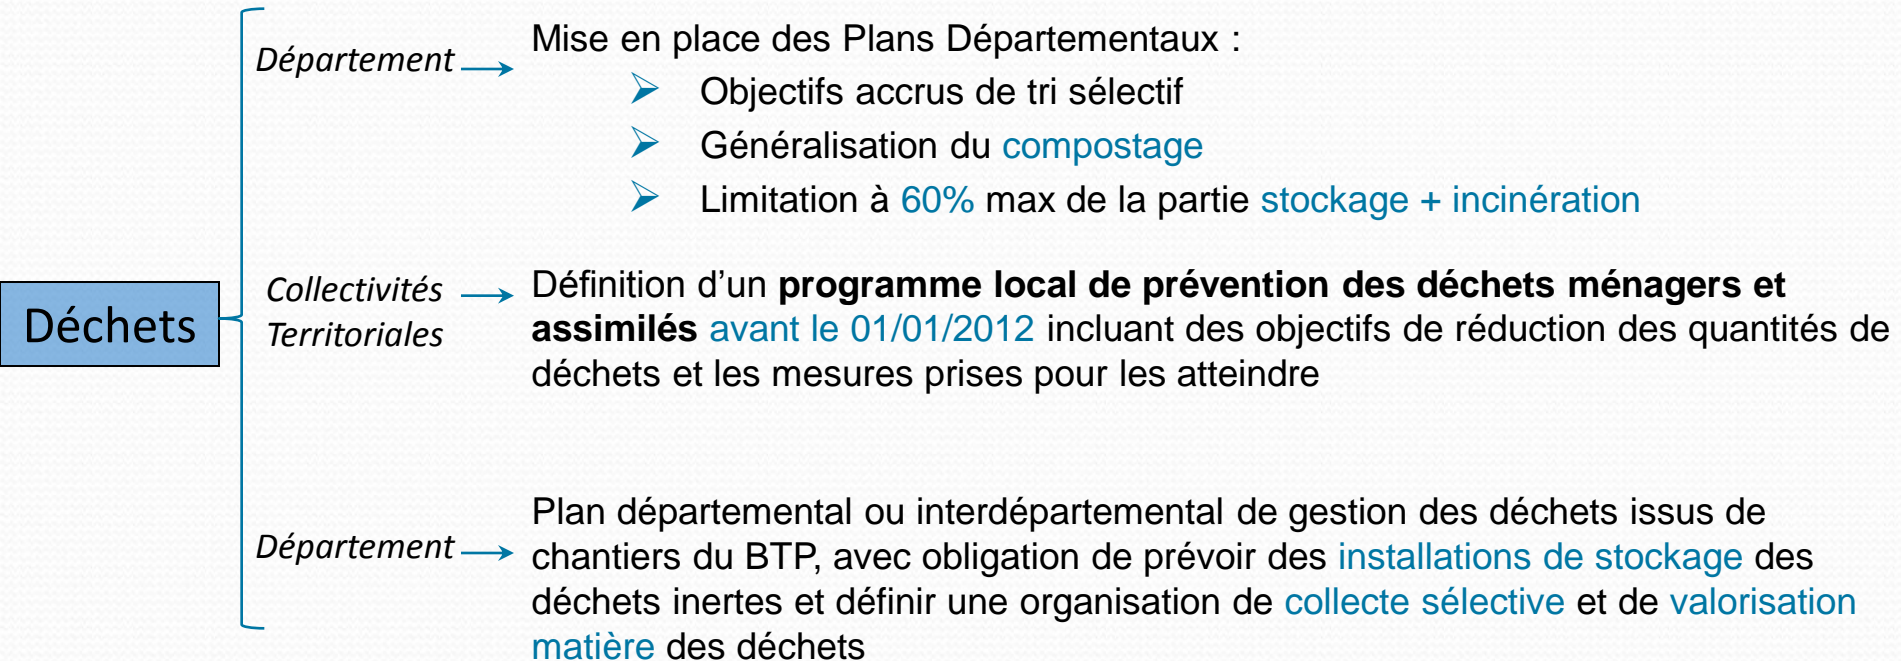 Déchets
Département
Mise en place des Plans Départementaux :
Objectifs accrus de tri sélectif
Généralisation du compostage
Limitation à 60% max de la partie stockage + incinération
Collectivités
Territoriales
Définition d’un programme local de prévention des déchets ménagers et
assimilés avant le 01/01/2012 incluant des objectifs de réduction des quantités de
déchets et les mesures prises pour les atteindre
Département
Plan départemental ou interdépartemental de gestion des déchets issus de
chantiers du BTP, avec obligation de prévoir des installations de stockage des
déchets inertes et définir une organisation de collecte sélective et de valorisation
matière des déchets